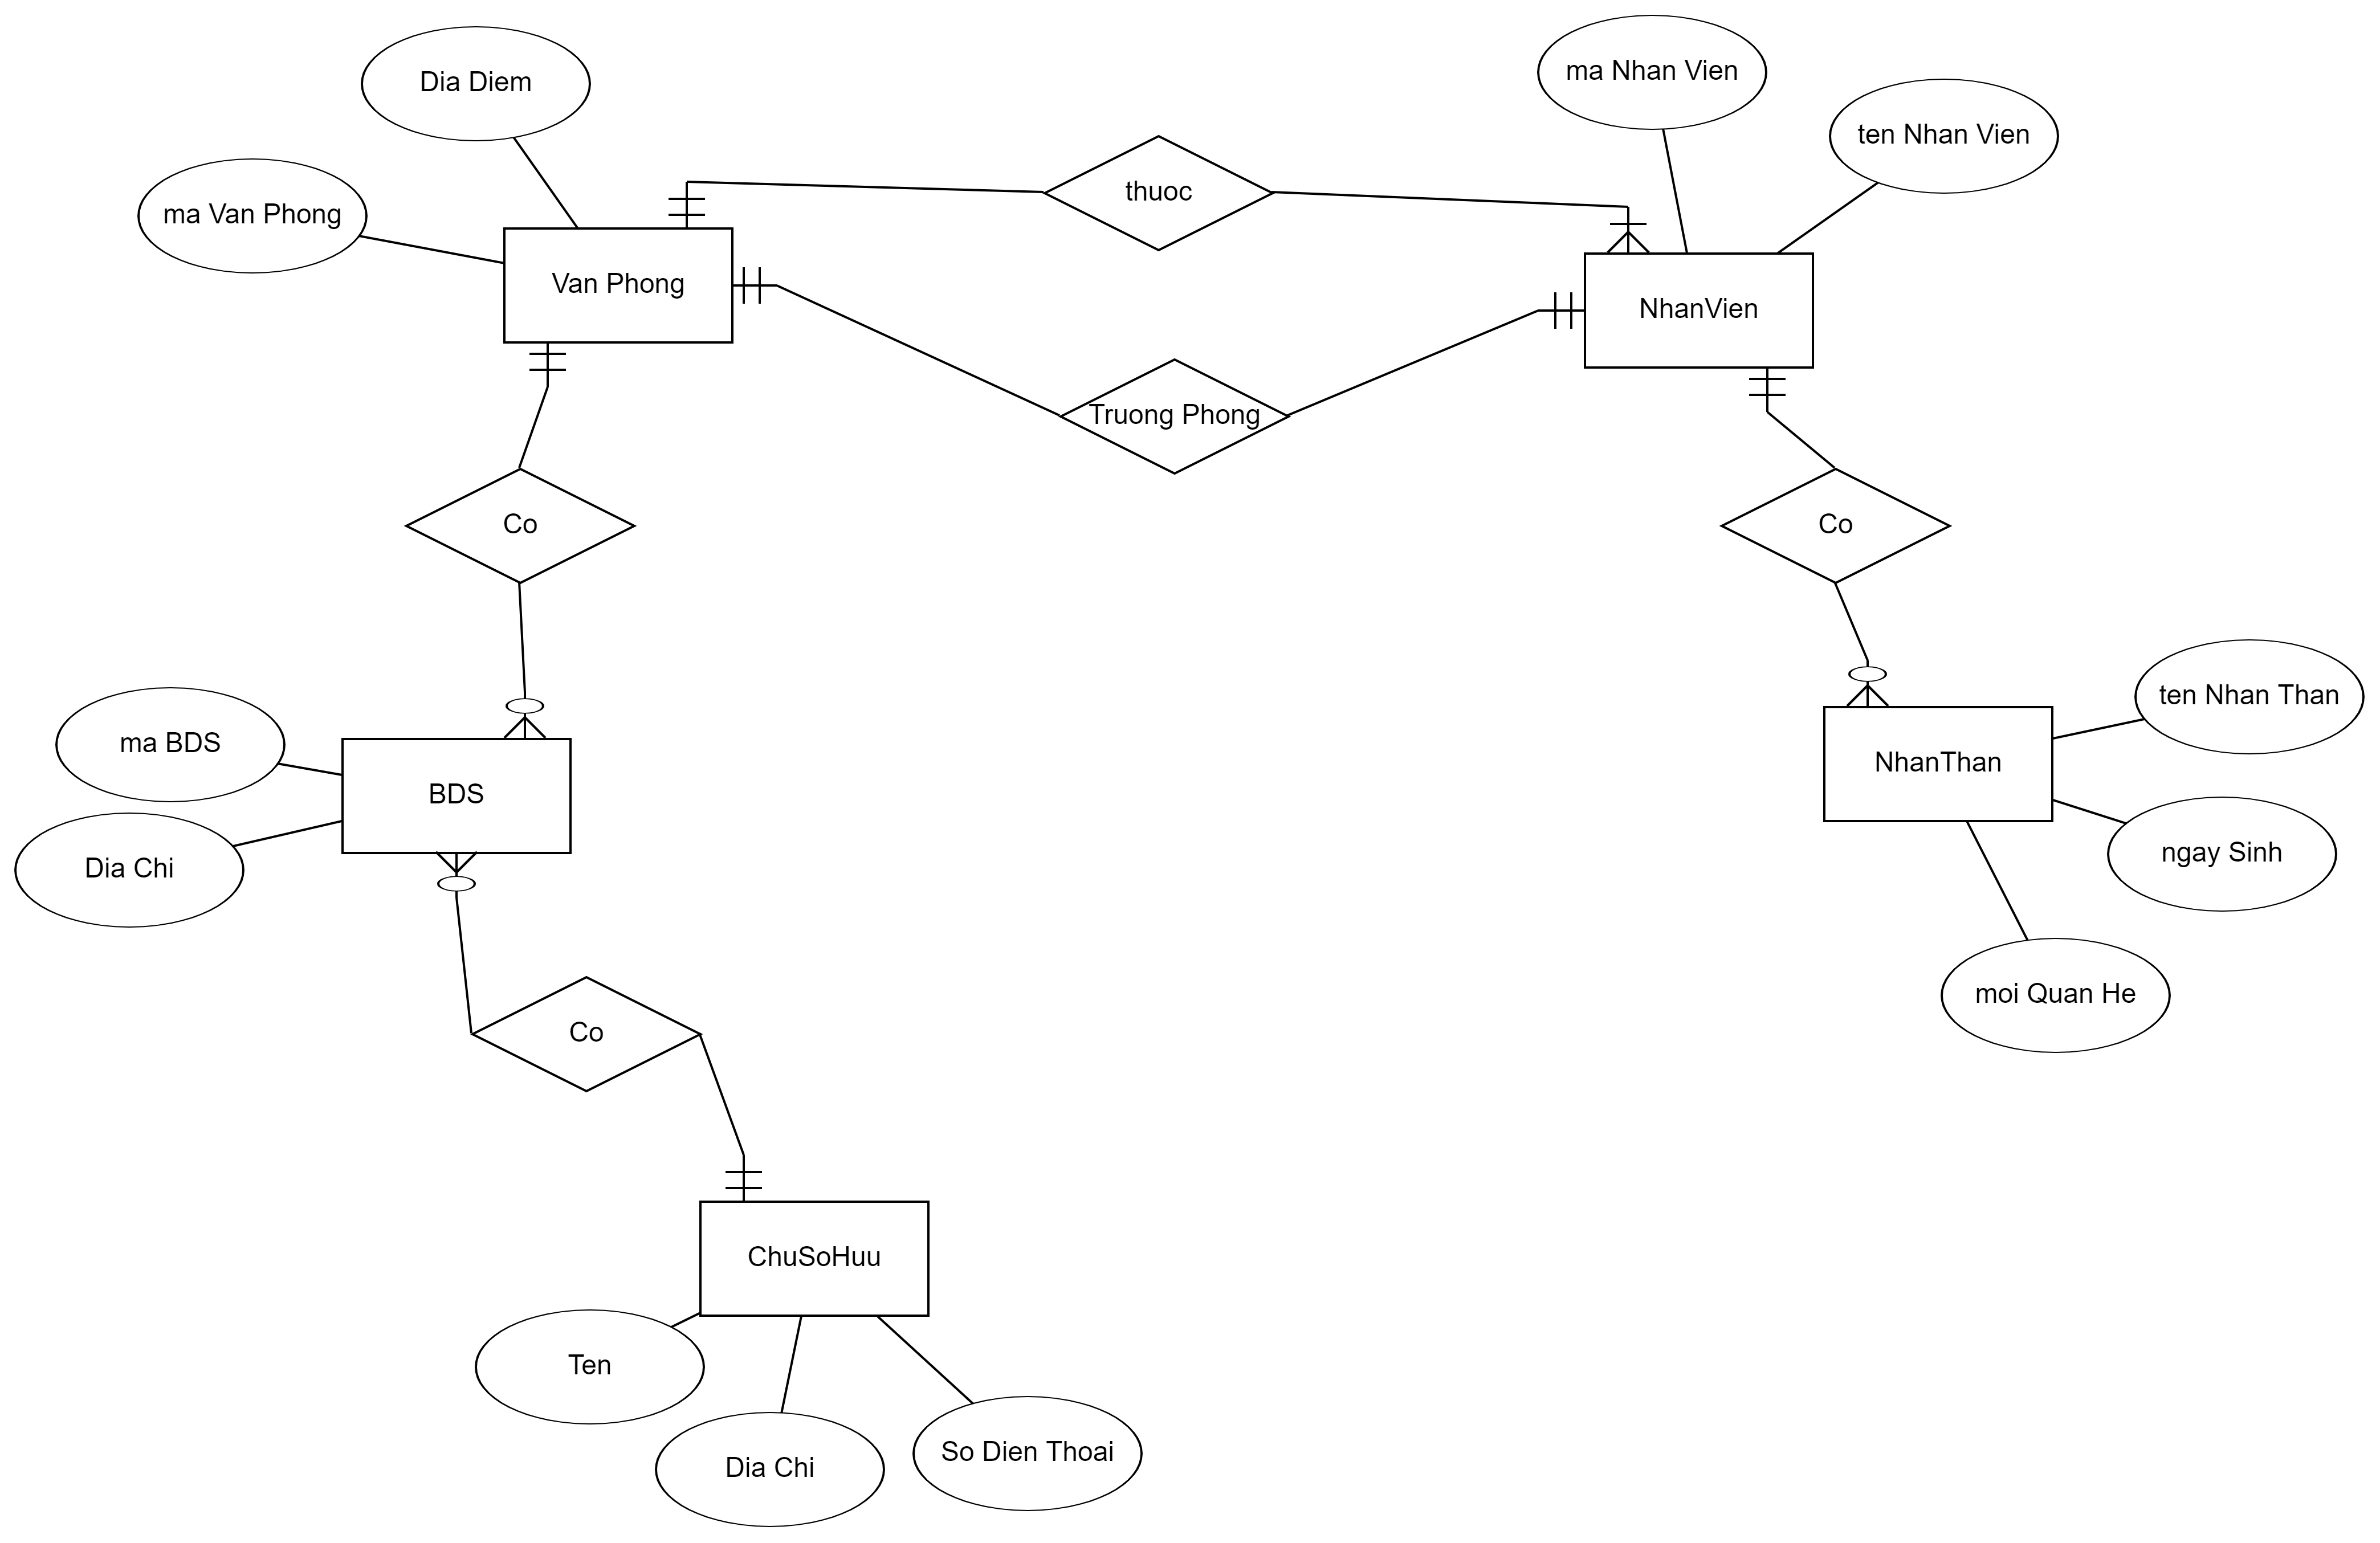 ma Nhan Vien
Dia Diem
ten Nhan Vien
thuoc
ma Van Phong
Van Phong
NhanVien
Truong Phong
Co
Co
ten Nhan Than
ma BDS
NhanThan
BDS
ngay Sinh
Dia Chi
moi Quan He
Co
ChuSoHuu
Ten
So Dien Thoai
Dia Chi